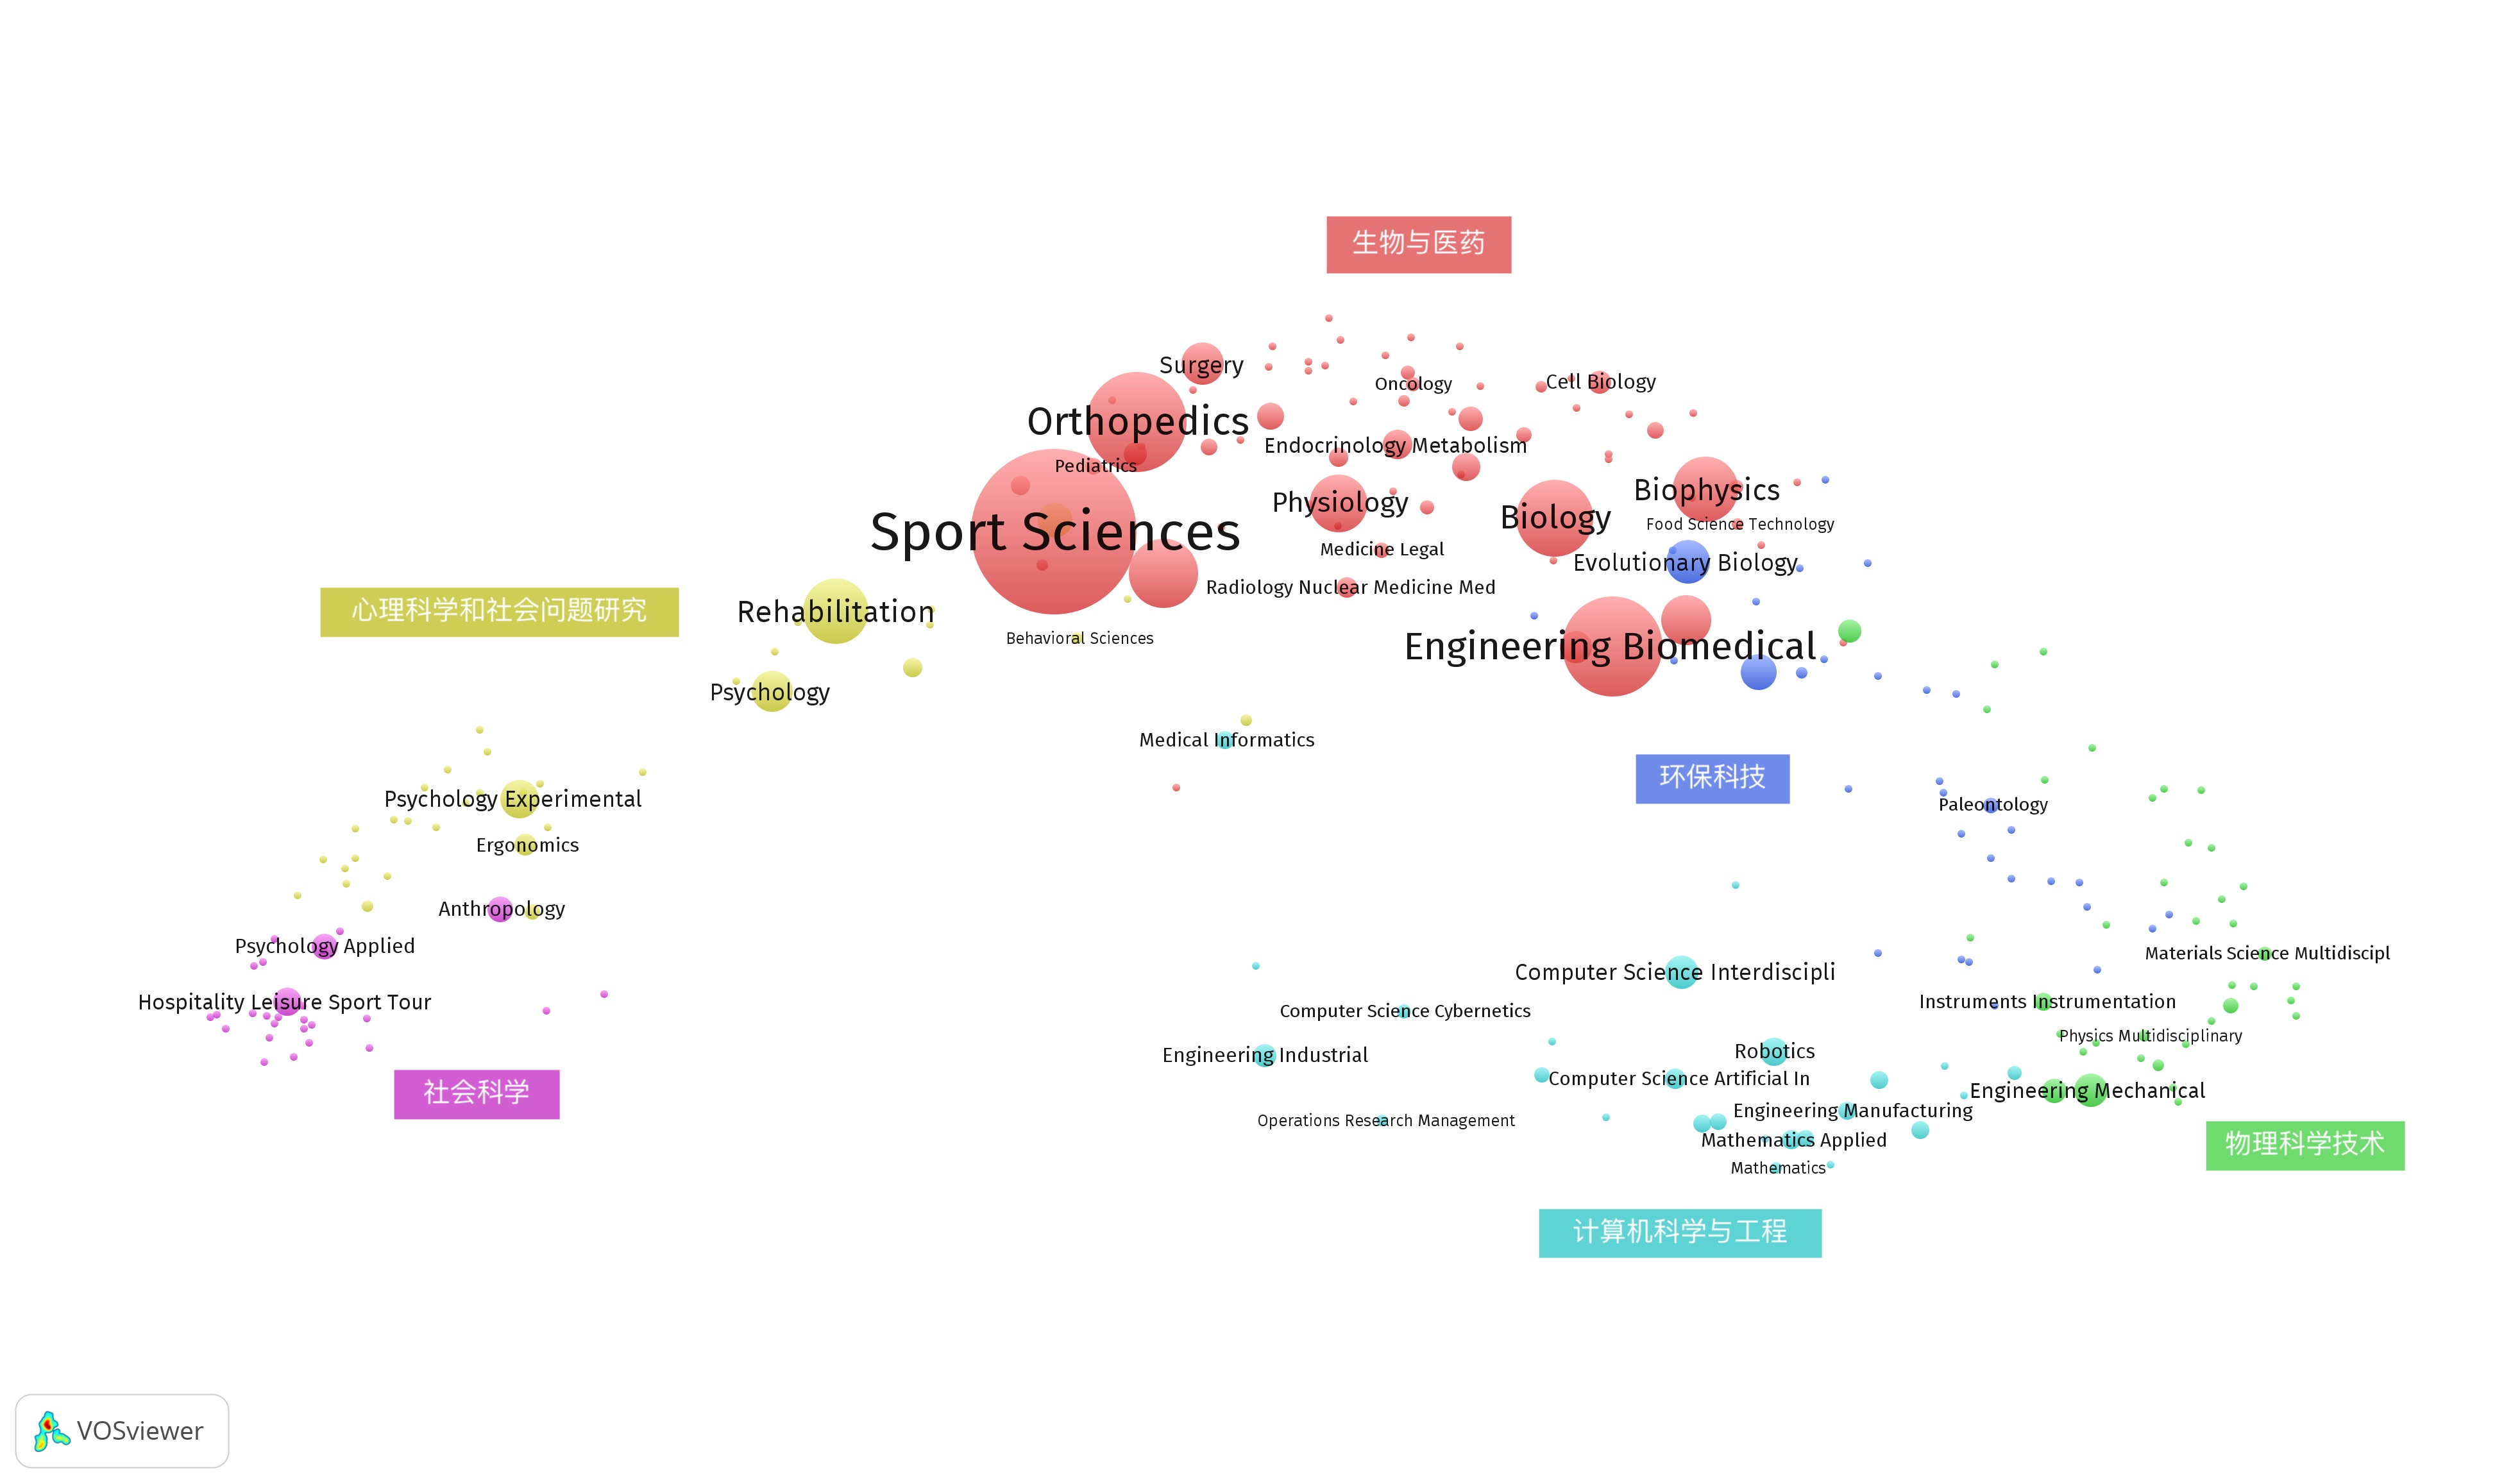 生物与医药
Surgery
Oncology
Cell Biology
Orthopedics
Endocrinology Metabolism
Pediatrics
Biophysics
Physiology
Biology
Food Science Technology
Sport Sciences
Medicine Legal
Evolutionary Biology
Radiology Nuclear Medicine Med
心理科学和社会问题研究
Rehabilitation
Behavioral Sciences
Engineering Biomedical
Psychology
Medical Informatics
环保科技
Psychology Experimental
Paleontology
Ergonomics
Anthropology
Psychology Applied
Materials Science Multidiscipl
Computer Science Interdiscipli
Hospitality Leisure Sport Tour
Instruments Instrumentation
Computer Science Cybernetics
Physics Multidisciplinary
Robotics
Engineering Industrial
Computer Science Artificial In
社会科学
Engineering Mechanical
Engineering Manufacturing
Operations Research Management
Mathematics Applied
物理科学技术
Mathematics
计算机科学与工程
VOSviewer